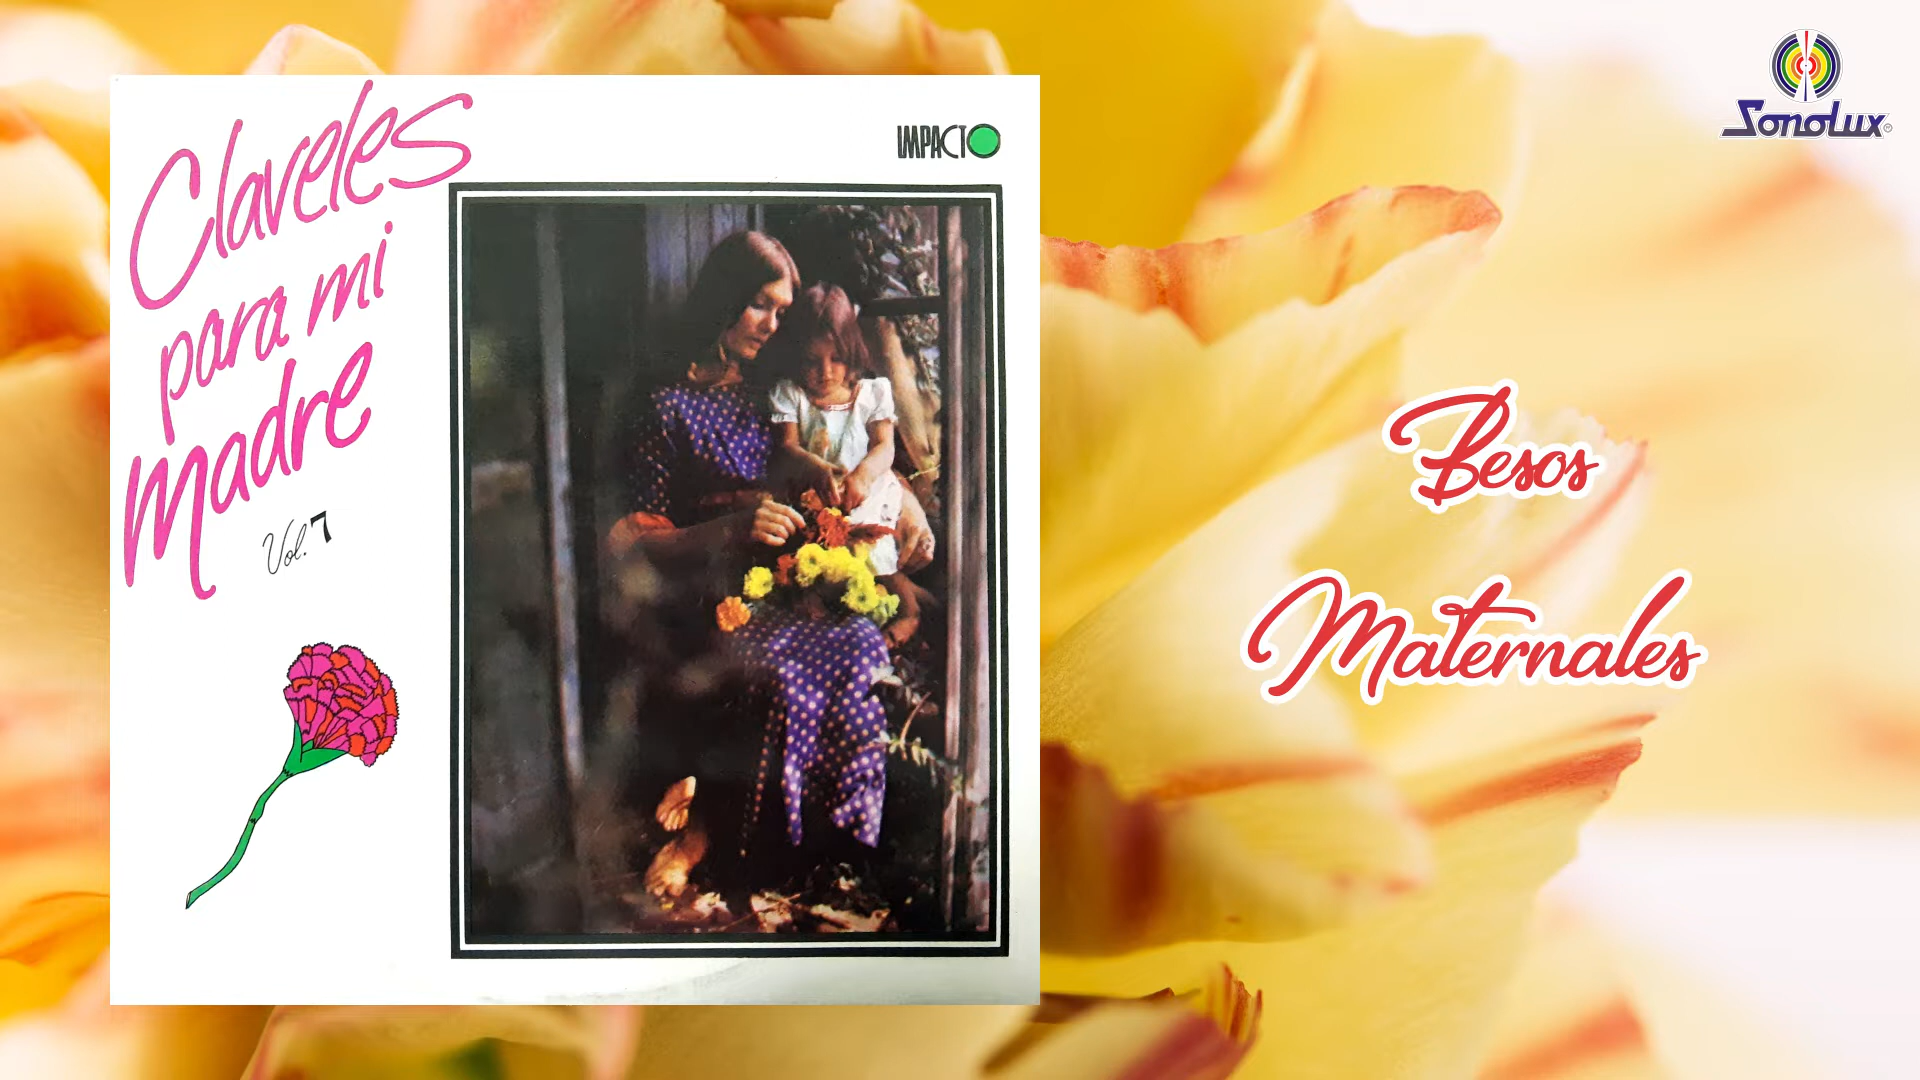 Claveles
para mi
madre
Vol. 7
IMPACTO
SONOLUX®
Besos
Maternales